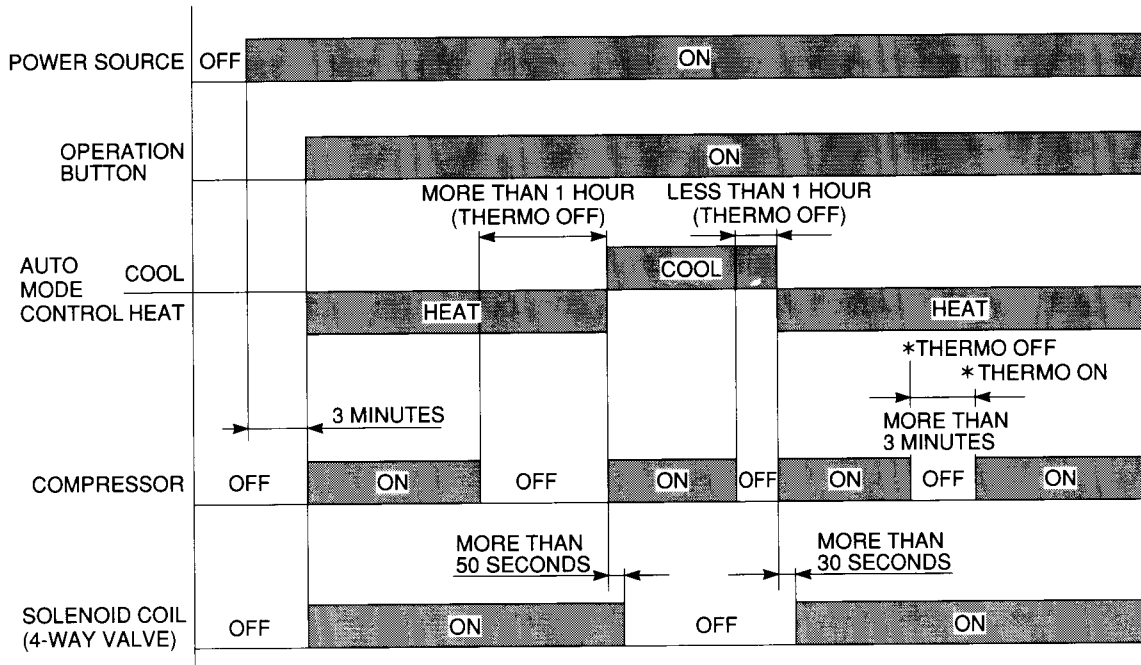 POWER SOURCE OFF ON
OPERATION
BUTTON
ON
MORE THAN 1 HOUR
(THERMO OFF)
LESS THAN 1 HOUR
(THERMO OFF)
AUTO
MODE
CONTROL
COOL
COOL
HEAT
HEAT
HEAT
*THERMO OFF
*THERMO ON
3 MINUTES
MORE THAN
3 MINUTES
COMPRESSOR OFF ON OFF ON OFF ON OFF ON
MORE THAN
50 SECONDS
MORE THAN
30 SECONDS
SOLENOID COIL
(4-WAY VALVE)
OFF ON OFF ON